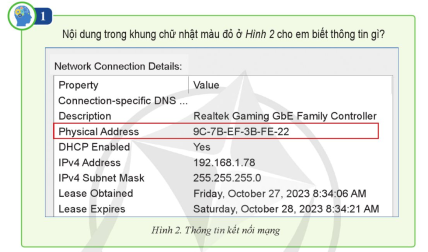 1
Nội dung trong khung chữ nhật màu đỏ ở Hình 2 cho em biết thông tin gì?
Network Connection Details:
Property Value
Connection-specific DNS ...
Description Realtek Gaming GbE Family Controller
Physical Address 9C-7B-EF-3B-FE-22
DHCP Enabled Yes
IPv4 Address 192.168.1.78
IPv4 Subnet Mask 255.255.255.0
Lease Obtained Friday, October 27, 2023 8:34:06 AM
Lease Expires Saturday, October 28, 2023 8:34:21 AM
Hình 2. Thông tin kết nối mạng